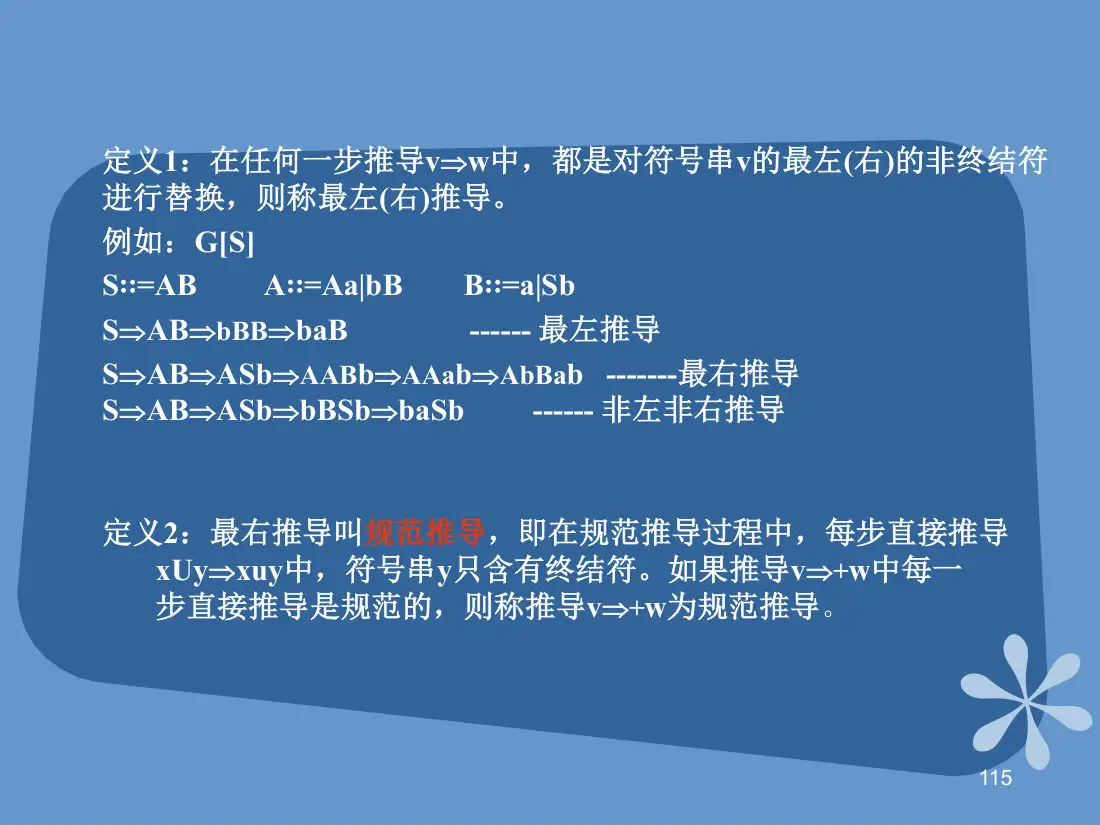 定义1：在任何一步推导v⇒w中，都是对符号串v的最左(右)的非终结符
进行替换，则称最左(右)推导。
例如：G[S]
S∷=AB A∷=Aa|bB B∷=a|Sb
S⇒AB⇒bBB⇒baB ------ 最左推导
S⇒AB⇒ASb⇒AABb⇒AAab⇒AbBab -------最右推导
S⇒AB⇒ASb⇒bBSb⇒baSb ------ 非左非右推导
定义2：最右推导叫规范推导，即在规范推导过程中，每步直接推导
xUy⇒xuy中，符号串y只含有终结符。如果推导v⇒+w中每一
步直接推导是规范的，则称推导v⇒+w为规范推导。
115